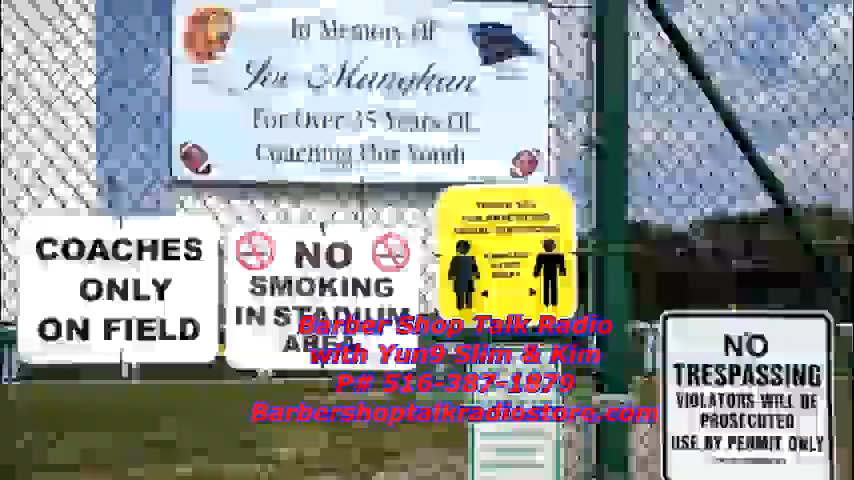 In Memory Of
Joe Monaghan
For Over 35 Years Of
Coaching Our Youth
COACHES
ONLY
ON FIELD
NO
SMOKING
IN STADIUM
AREA
Barber Shop Talk Radio
with Yun9 Slim & Kim
P# 516-387-1879
Barbershoptalkradiostore.com
NO
TRESPASSING
VIOLATORS WILL BE
PROSECUTED
USE BY PERMIT ONLY